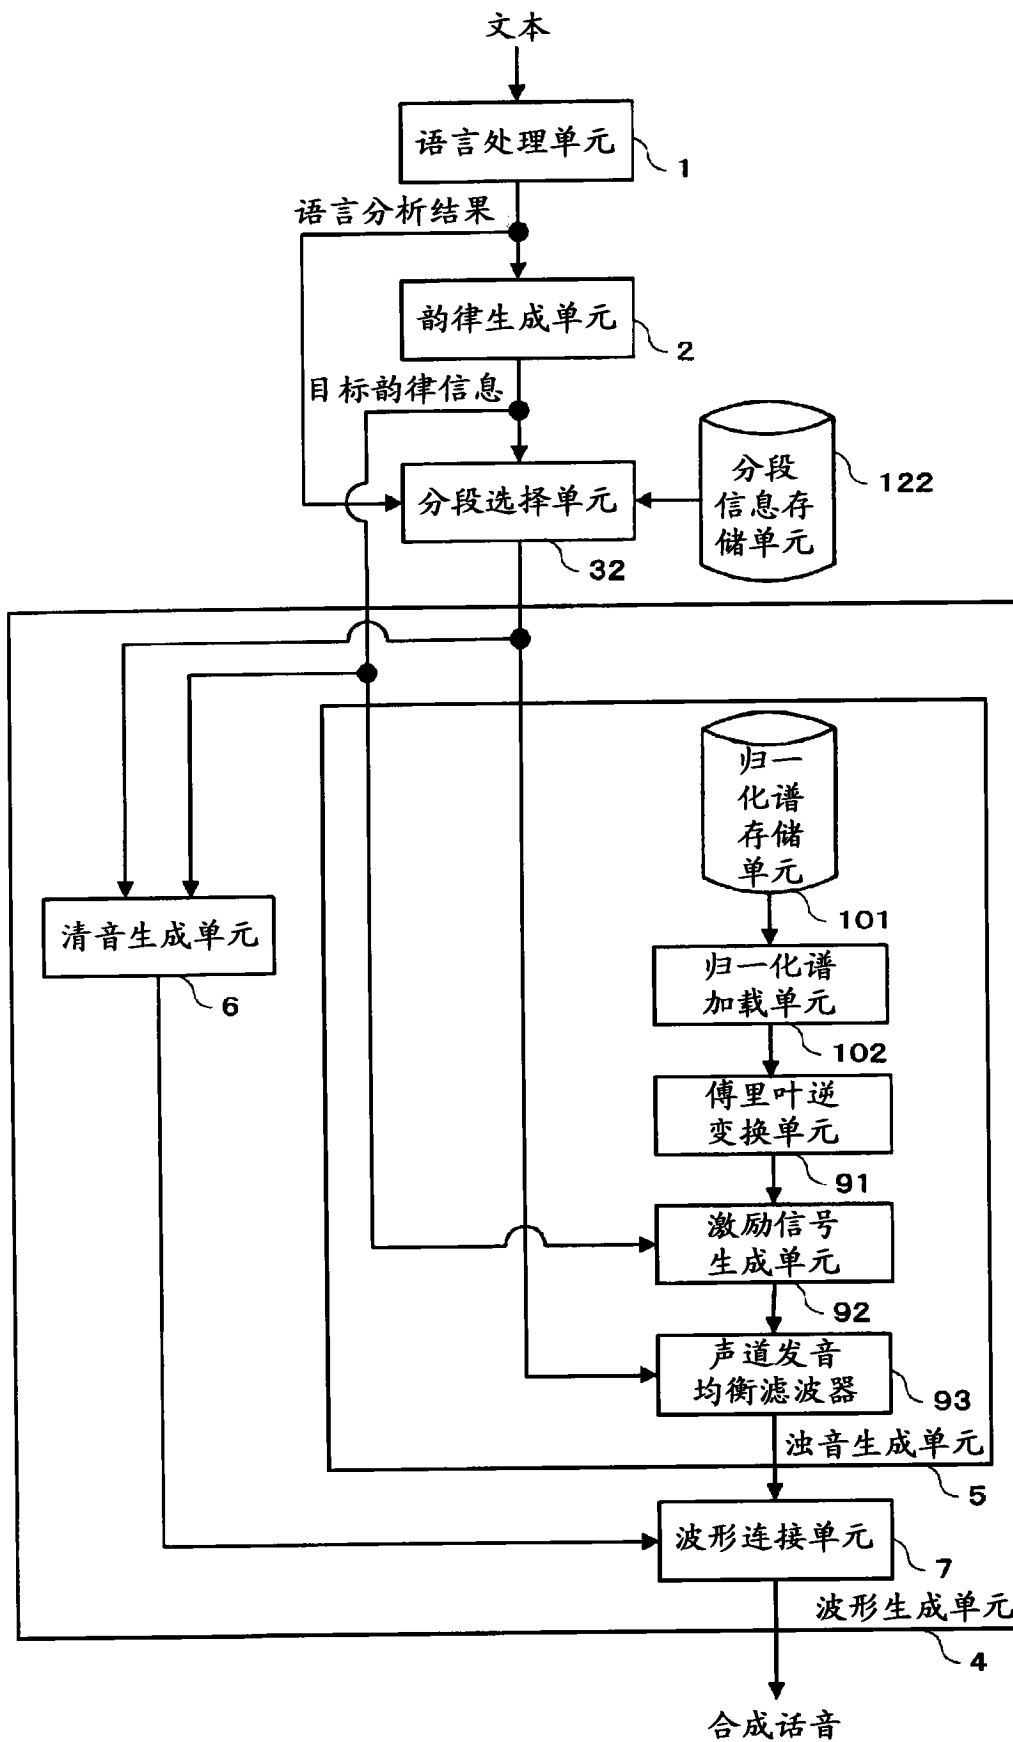 文本
语言处理单元
1
语言分析结果
韵律生成单元
2
目标韵律信息
分段
信息存
储单元
122
分段选择单元
32
归一
化谱
存储
单元
101
清音生成单元
6
归一化谱
加载单元
102
傅里叶逆
变换单元
91
激励信号
生成单元
92
声道发音
均衡滤波器
93
浊音生成单元
5
波形连接单元
7
波形生成单元
4
合成话音